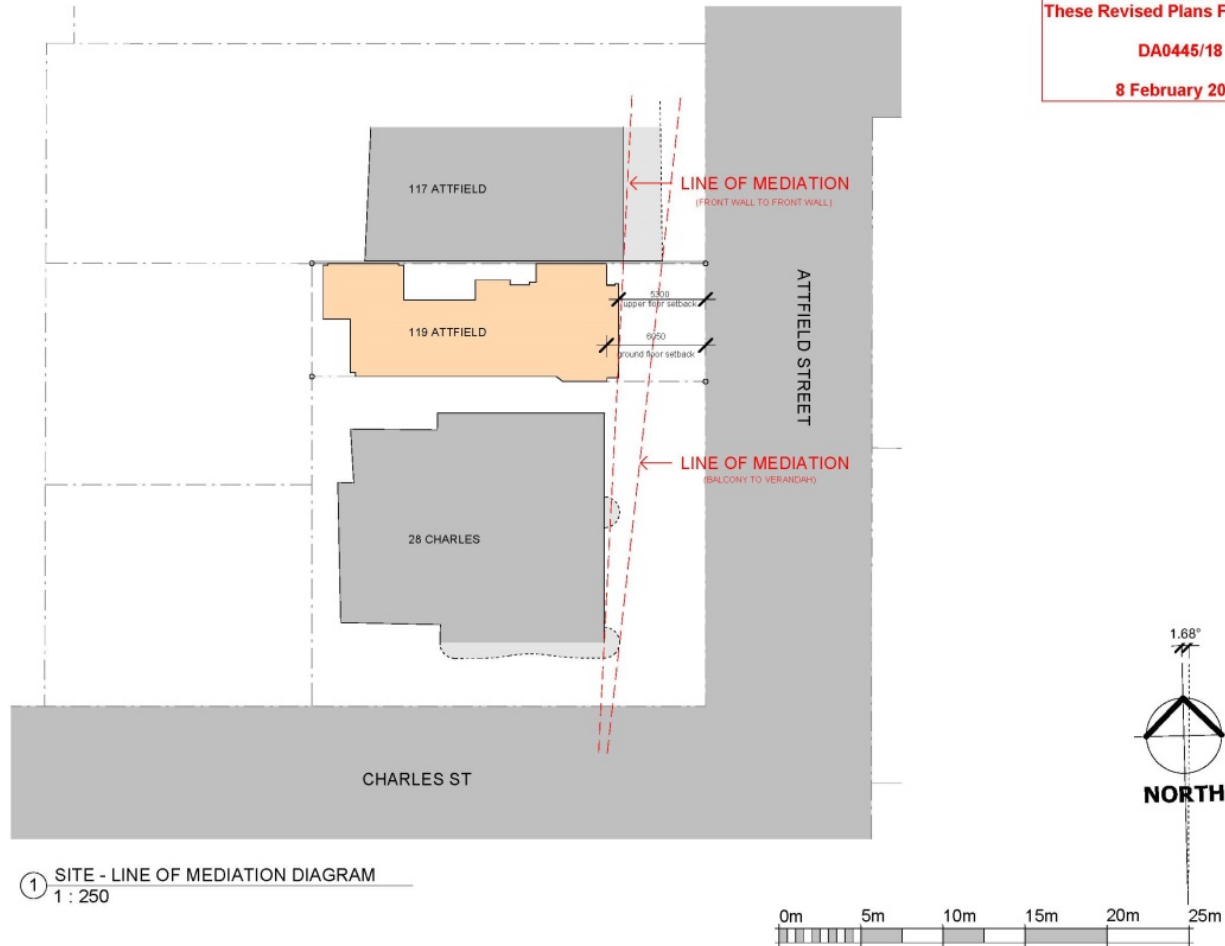 These Revised Plans F
DA0445/18
8 February 20
117 ATTFIELD
LINE OF MEDIATION
(FRONT WALL TO FRONT WALL)
5300
upper floor setback
119 ATTFIELD
6050
ground floor setback
ATTFIELD STREET
LINE OF MEDIATION
(BALCONY TO VERANDAH)
28 CHARLES
CHARLES ST
1.68°
NORTH
1 SITE - LINE OF MEDIATION DIAGRAM
1 : 250
0m 5m 10m 15m 20m 25m